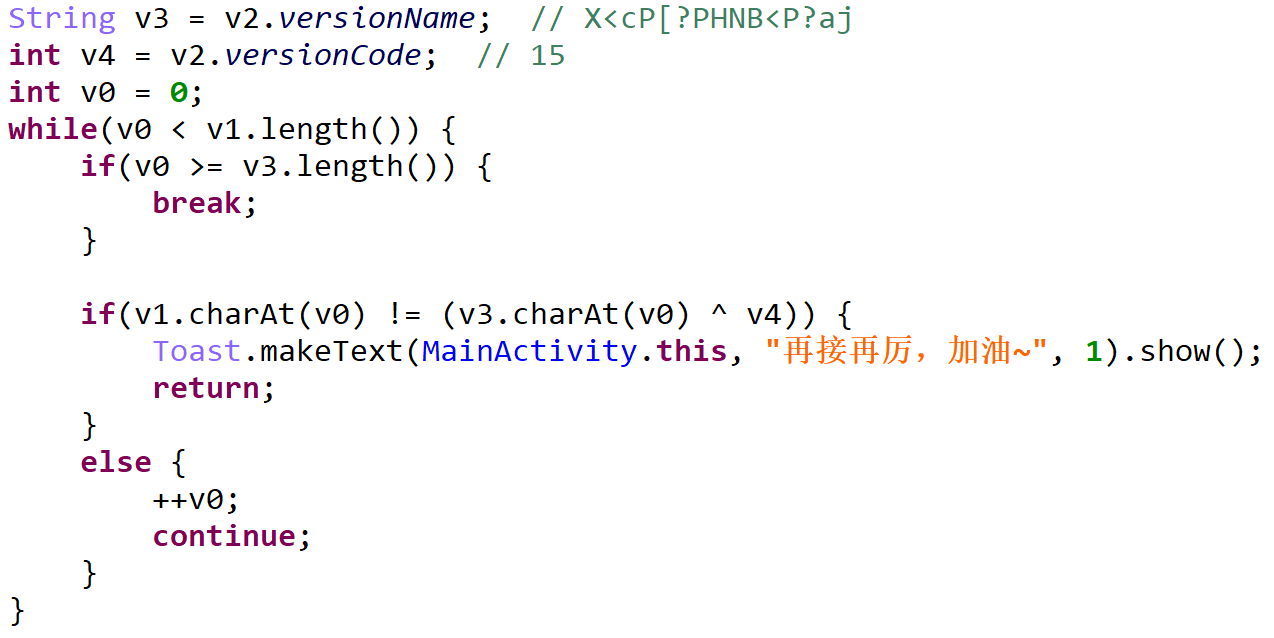 String v3 = v2.versionName;  // X<cP[?PHNB<P?aj
int v4 = v2.versionCode;  // 15
int v0 = 0;
while(v0 < v1.length()) {
    if(v0 >= v3.length()) {
        break;
    }

    if(v1.charAt(v0) != (v3.charAt(v0) ^ v4)) {
        Toast.makeText(MainActivity.this, "再接再厉，加油~", 1).show();
        return;
    }
    else {
        ++v0;
        continue;
    }
}